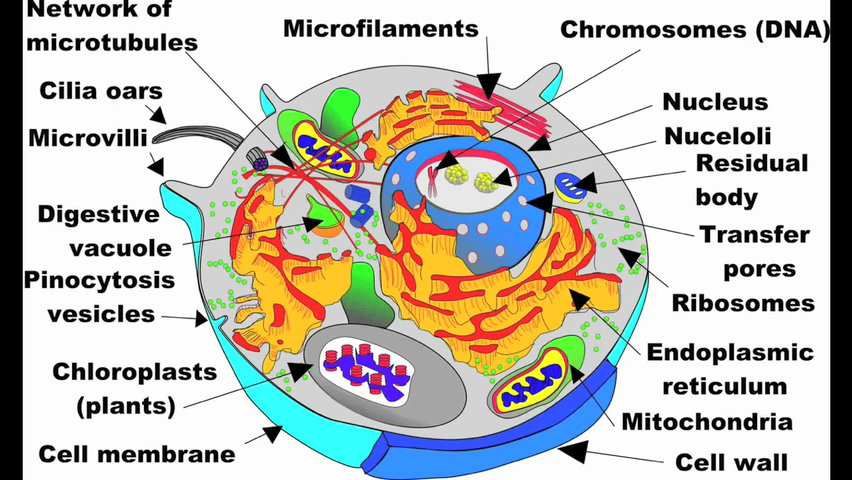 Network of
microtubules
Microfilaments
Chromosomes (DNA)
Cilia oars
Microvilli
Nucleus
Nuceloli
Residual
body
Digestive
vacuole
Transfer
pores
Pinocytosis
vesicles
Ribosomes
Endoplasmic
reticulum
Chloroplasts
(plants)
Mitochondria
Cell membrane
Cell wall